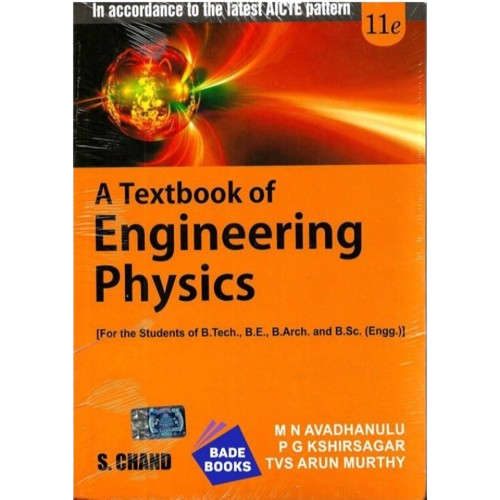 In accordance to the latest AICTE pattern
11e
A Textbook of
Engineering
Physics
[For the Students of B.Tech., B.E., B.Arch. and B.Sc. (Engg.)]
M N AVADHANULU
P G KSHIRSAGAR
TVS ARUN MURTHY
S. CHAND
BADE
BOOKS